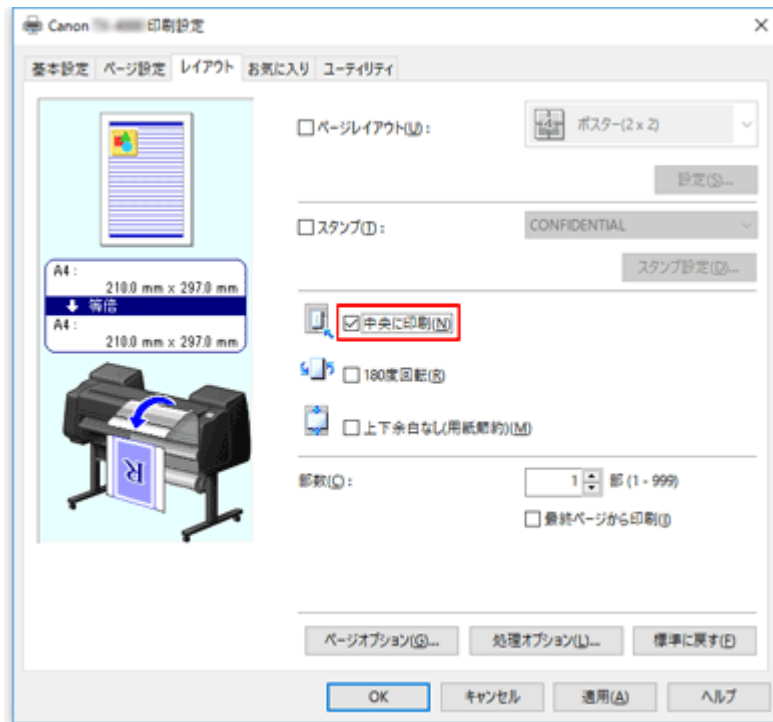 Canon 印刷設定
基本設定 ページ設定 レイアウト お気に入り ユーティリティ
ページレイアウト(U):
ポスター(2 x 2)
設定(S)...
スタンプ(T):
CONFIDENTIAL
スタンプ設定(D)...
A4 :
210.0 mm x 297.0 mm
等倍
A4 :
210.0 mm x 297.0 mm
中央に印刷(N)
180度回転(R)
上下余白なし(用紙節約)(M)
R
部数(C):
1 部 (1 - 999)
最終ページから印刷(I)
ページオプション(G)... 処理オプション(L)... 標準に戻す(F)
OK キャンセル 適用(A) ヘルプ